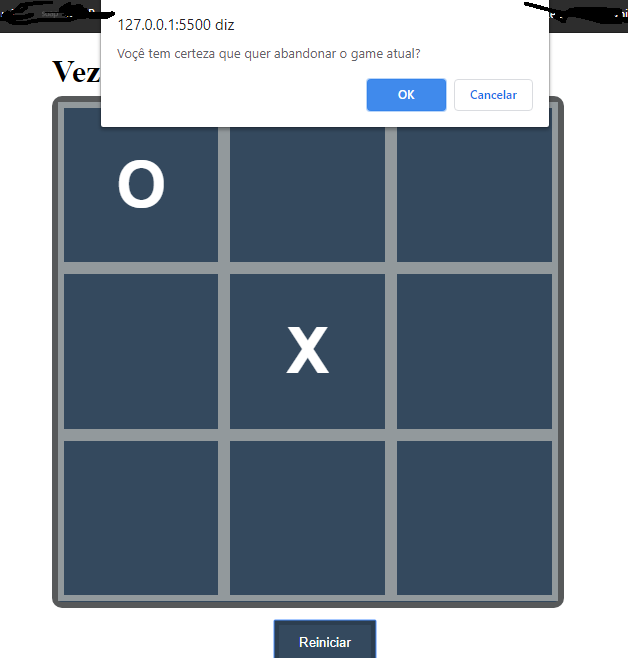 127.0.0.1:5500 diz
Voçê tem certeza que quer abandonar o game atual?
OK
Cancelar
Vez
O
X
Reiniciar